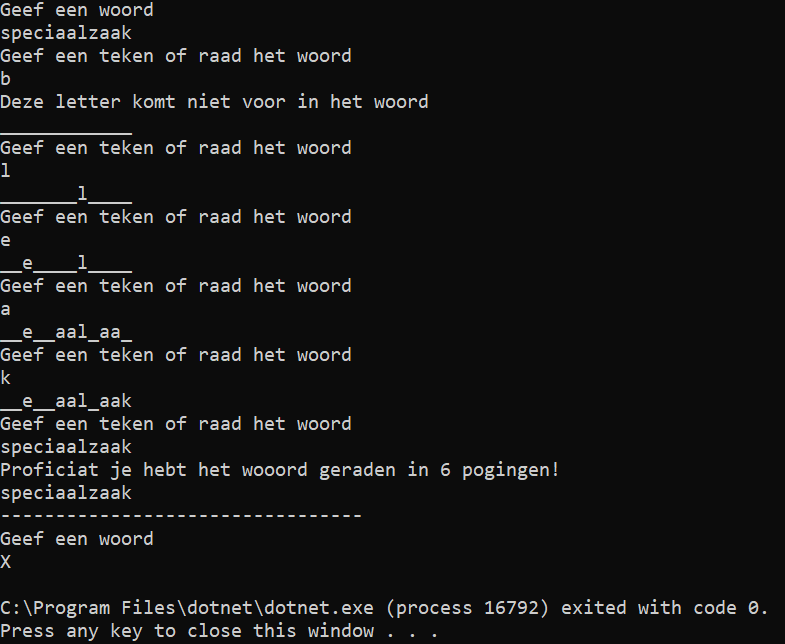 Geef een woord
speciaalzaak
Geef een teken of raad het woord
b
Deze letter komt niet voor in het woord
____________
Geef een teken of raad het woord
l
_______l____
Geef een teken of raad het woord
e
__e____l____
Geef een teken of raad het woord
a
__e__aal_aa_
Geef een teken of raad het woord
k
__e__aal_aak
Geef een teken of raad het woord
speciaalzaak
Proficiat je hebt het wooord geraden in 6 pogingen!
speciaalzaak
---------------------------------
Geef een woord
X
C:\Program Files\dotnet\dotnet.exe (process 16792) exited with code 0.
Press any key to close this window . . .